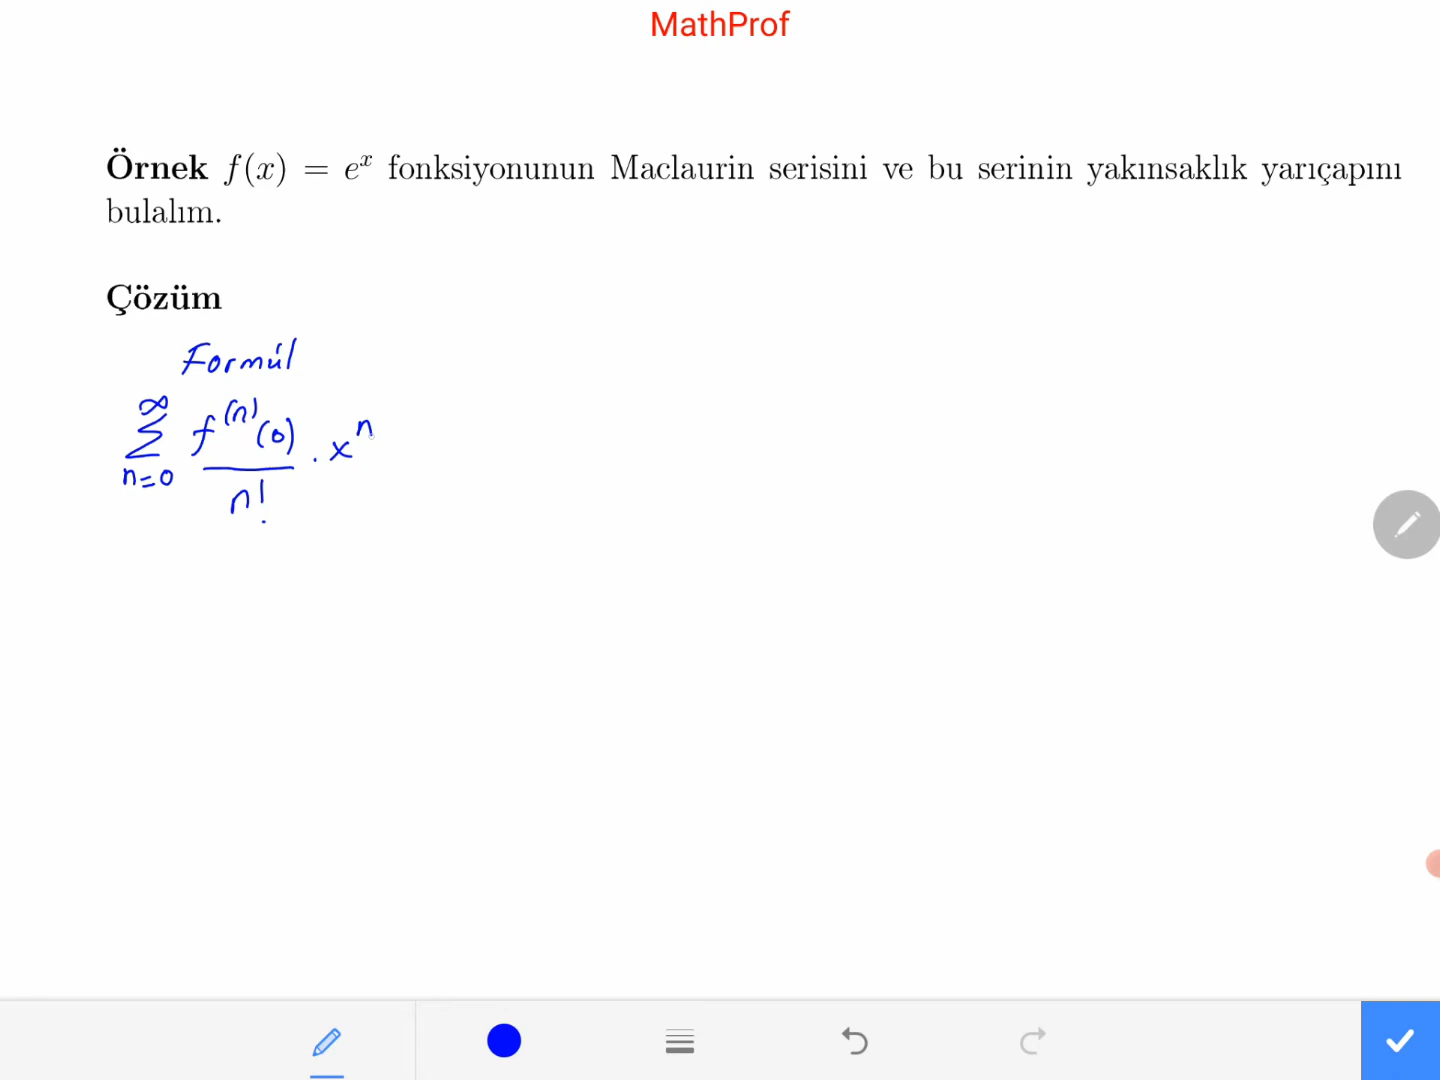 MathProf
Örnek f(x) = e^x fonksiyonunun Maclaurin serisini ve bu serinin yakınsaklık yarıçapını
bulalım.
Çözüm
Formül
∞
∑ f^(n)(0) / n! . x^n
n=0